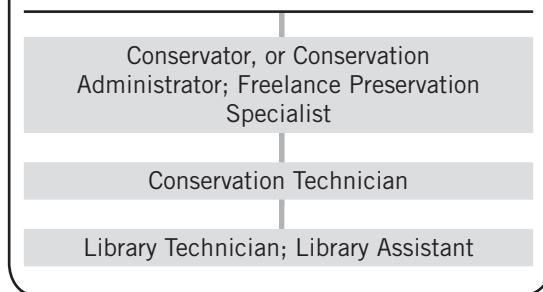 Conservator, or Conservation
Administrator; Freelance Preservation
Specialist
Conservation Technician
Library Technician; Library Assistant